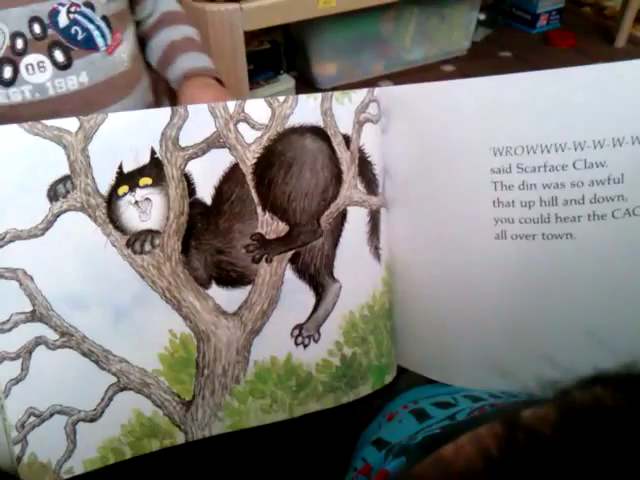 2
06
EST. 1984
'WROWWW-W-W-W-W
said Scarface Claw.
The din was so awful
that up hill and down,
you could hear the CAC
all over town.